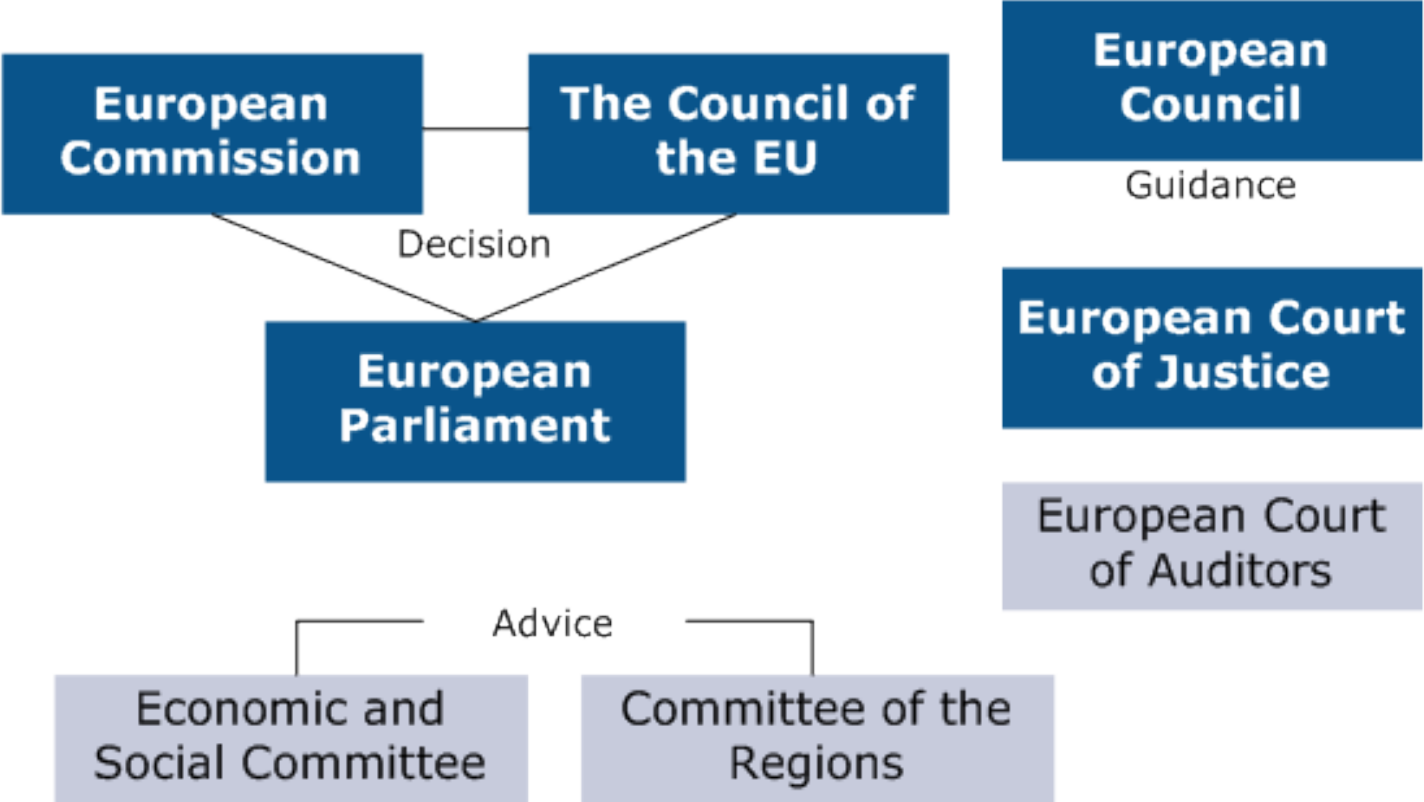 European
Commission
The Council of
the EU
Decision
European
Parliament
European
Council
Guidance
European Court
of Justice
European Court
of Auditors
Advice
Economic and
Social Committee
Committee of the
Regions